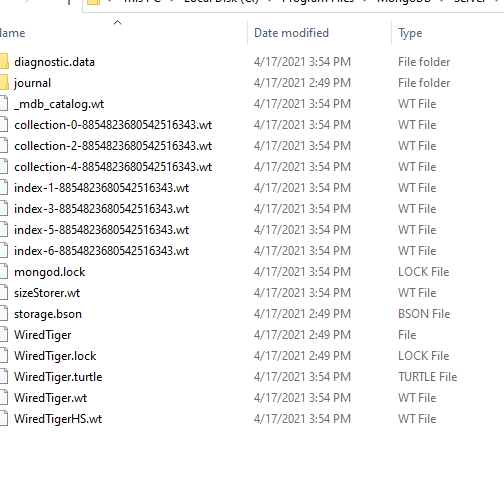 This PC Local Disk (C:) Program Files MongoDB Server
Name Date modified Type
diagnostic.data 4/17/2021 3:54 PM File folder
journal 4/17/2021 2:49 PM File folder
_mdb_catalog.wt 4/17/2021 3:54 PM WT File
collection-0-8854823680542516343.wt 4/17/2021 3:54 PM WT File
collection-2-8854823680542516343.wt 4/17/2021 3:54 PM WT File
collection-4-8854823680542516343.wt 4/17/2021 3:54 PM WT File
index-1-8854823680542516343.wt 4/17/2021 3:54 PM WT File
index-3-8854823680542516343.wt 4/17/2021 3:54 PM WT File
index-5-8854823680542516343.wt 4/17/2021 3:54 PM WT File
index-6-8854823680542516343.wt 4/17/2021 3:54 PM WT File
mongod.lock 4/17/2021 3:54 PM LOCK File
sizeStorer.wt 4/17/2021 3:54 PM WT File
storage.bson 4/17/2021 2:49 PM BSON File
WiredTiger 4/17/2021 2:49 PM File
WiredTiger.lock 4/17/2021 2:49 PM LOCK File
WiredTiger.turtle 4/17/2021 3:54 PM TURTLE File
WiredTiger.wt 4/17/2021 3:54 PM WT File
WiredTigerHS.wt 4/17/2021 3:54 PM WT File